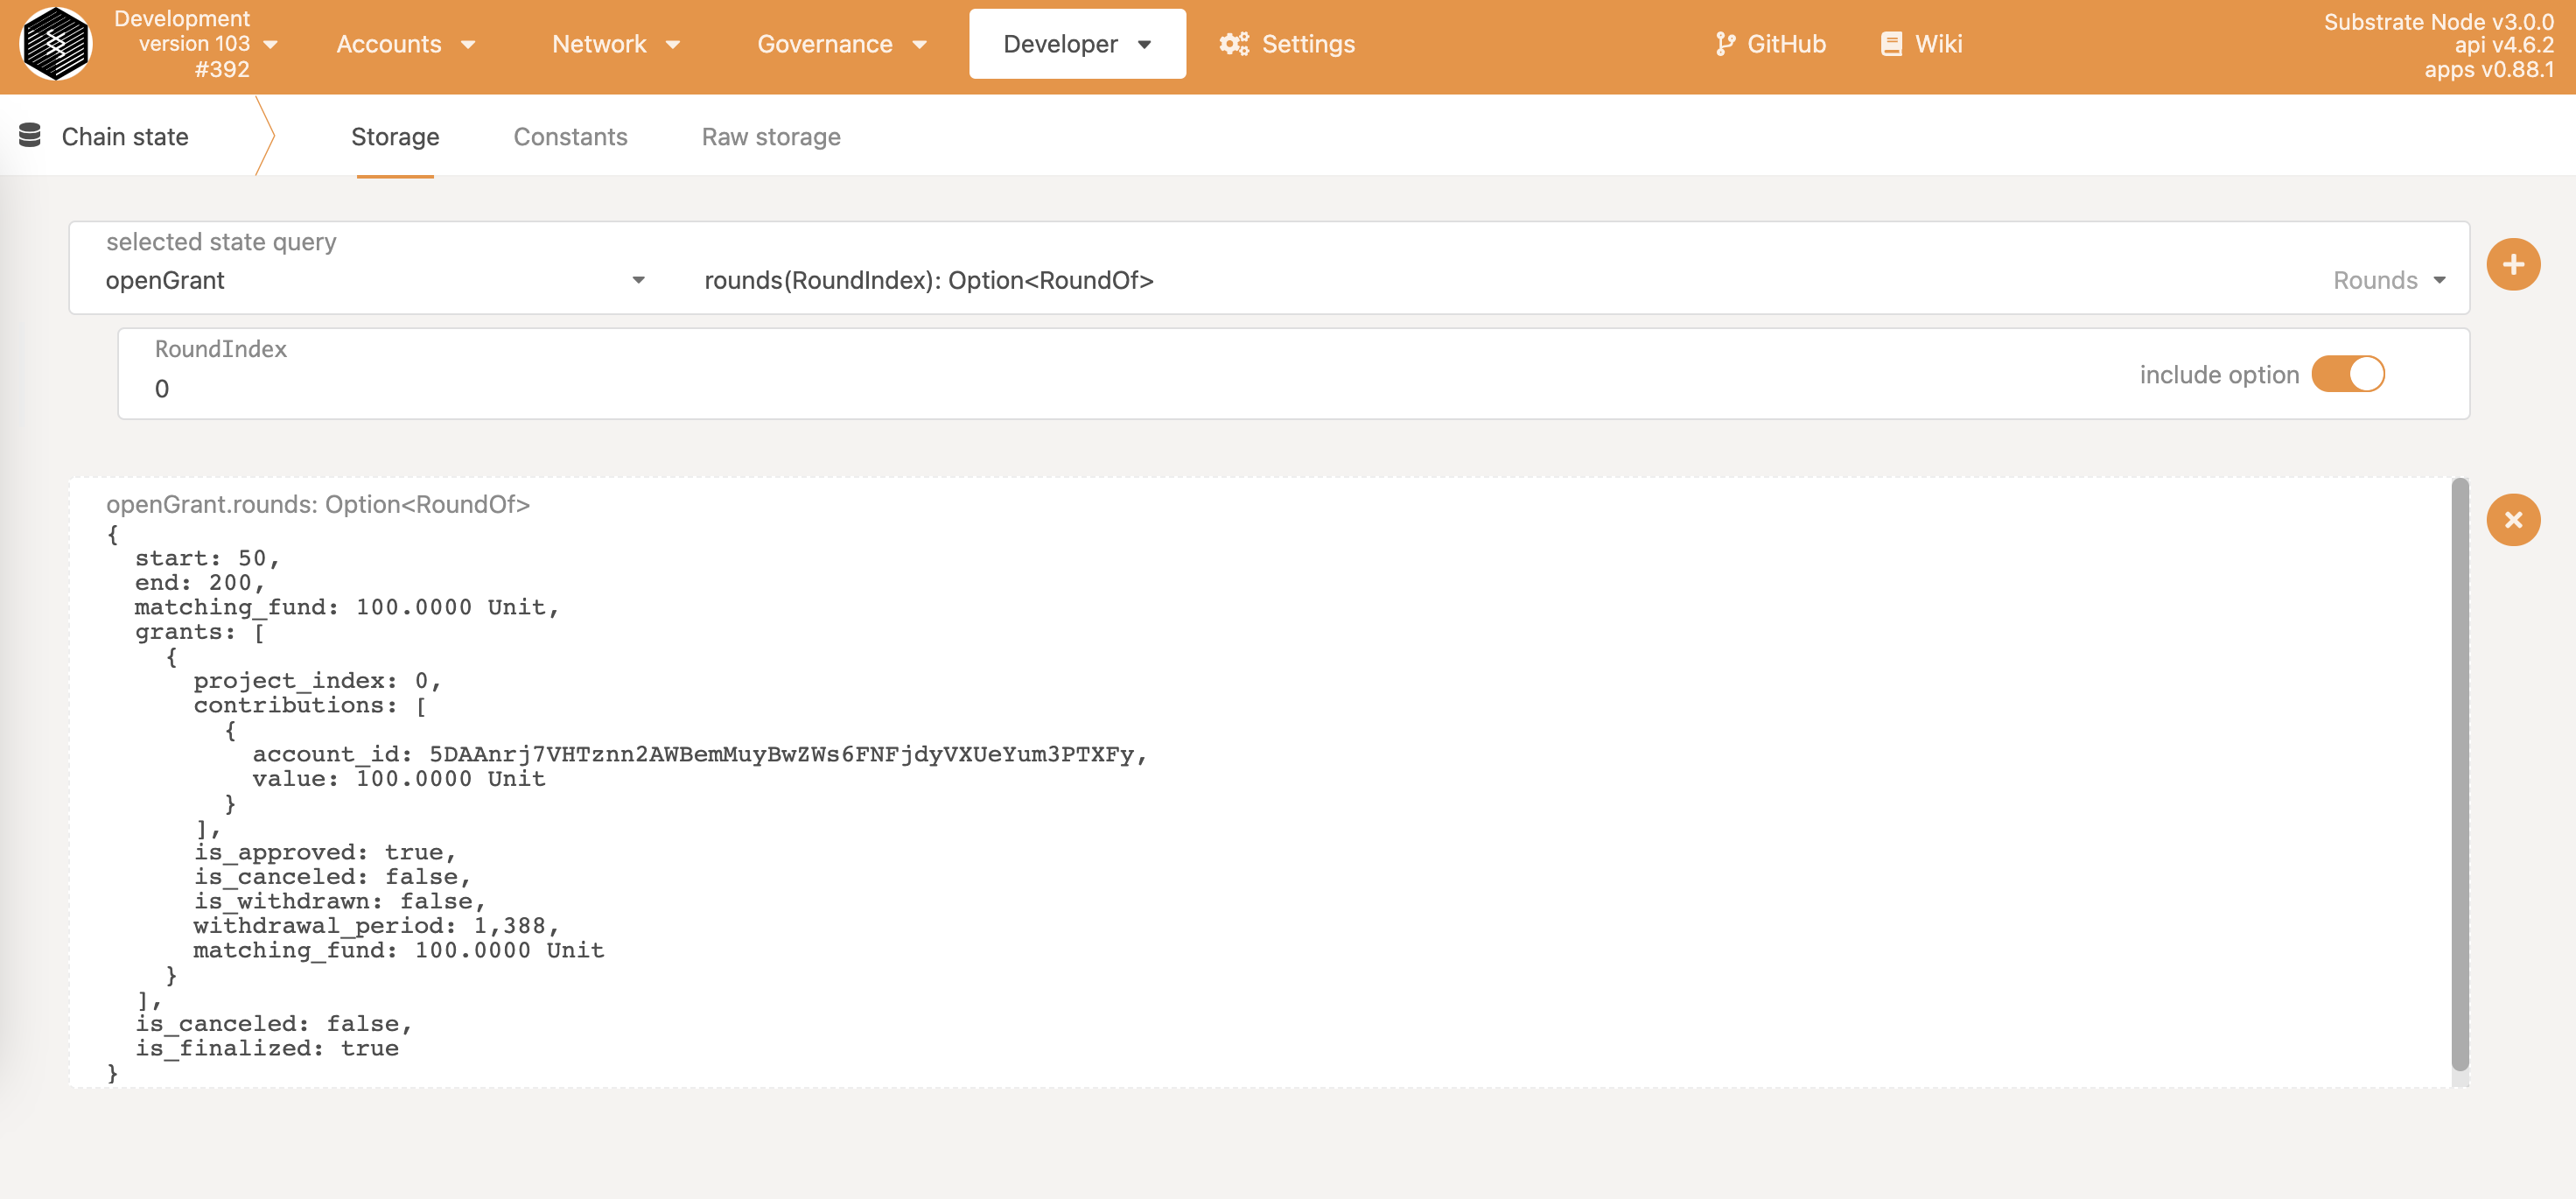 Development
version 103
#392
Accounts
Network
Governance
Developer
Settings
GitHub
Wiki
Substrate Node v3.0.0
api v4.6.2
apps v0.88.1
Chain state
Storage
Constants
Raw storage
selected state query
openGrant
rounds(RoundIndex): Option<RoundOf>
Rounds
RoundIndex
0
include option
openGrant.rounds: Option<RoundOf>
{
  start: 50,
  end: 200,
  matching_fund: 100.0000 Unit,
  grants: [
    {
      project_index: 0,
      contributions: [
        {
          account_id: 5DAAnrj7VHTznn2AWBemMuyBwZWs6FNFjdyVXUeYum3PTXFy,
          value: 100.0000 Unit
        }
      ],
      is_approved: true,
      is_canceled: false,
      is_withdrawn: false,
      withdrawal_period: 1,388,
      matching_fund: 100.0000 Unit
    }
  ],
  is_canceled: false,
  is_finalized: true
}